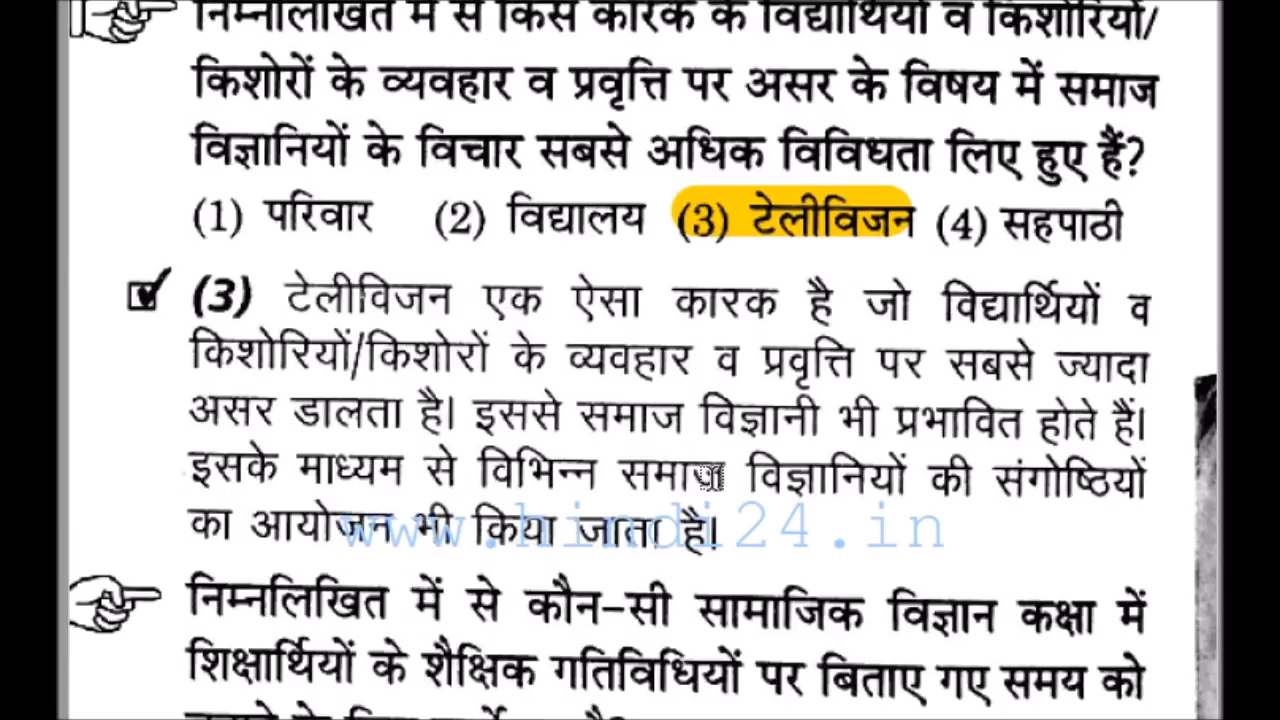 निम्नलिखित में से किस कारक के विद्यार्थियों व किशोरियों/
किशोरों के व्यवहार व प्रवृत्ति पर असर के विषय में समाज
विज्ञानियों के विचार सबसे अधिक विविधता लिए हुए हैं?
(1) परिवार (2) विद्यालय (3) टेलीविजन (4) सहपाठी
(3) टेलीविजन एक ऐसा कारक है जो विद्यार्थियों व
किशोरियों/किशोरों के व्यवहार व प्रवृत्ति पर सबसे ज्यादा
असर डालता है। इससे समाज विज्ञानी भी प्रभावित होते हैं।
इसके माध्यम से विभिन्न समाज विज्ञानियों की संगोष्ठियों
का आयोजन भी किया जाता है।
www.hindi24.in
निम्नलिखित में से कौन-सी सामाजिक विज्ञान कक्षा में
शिक्षार्थियों के शैक्षिक गतिविधियों पर बिताए गए समय को